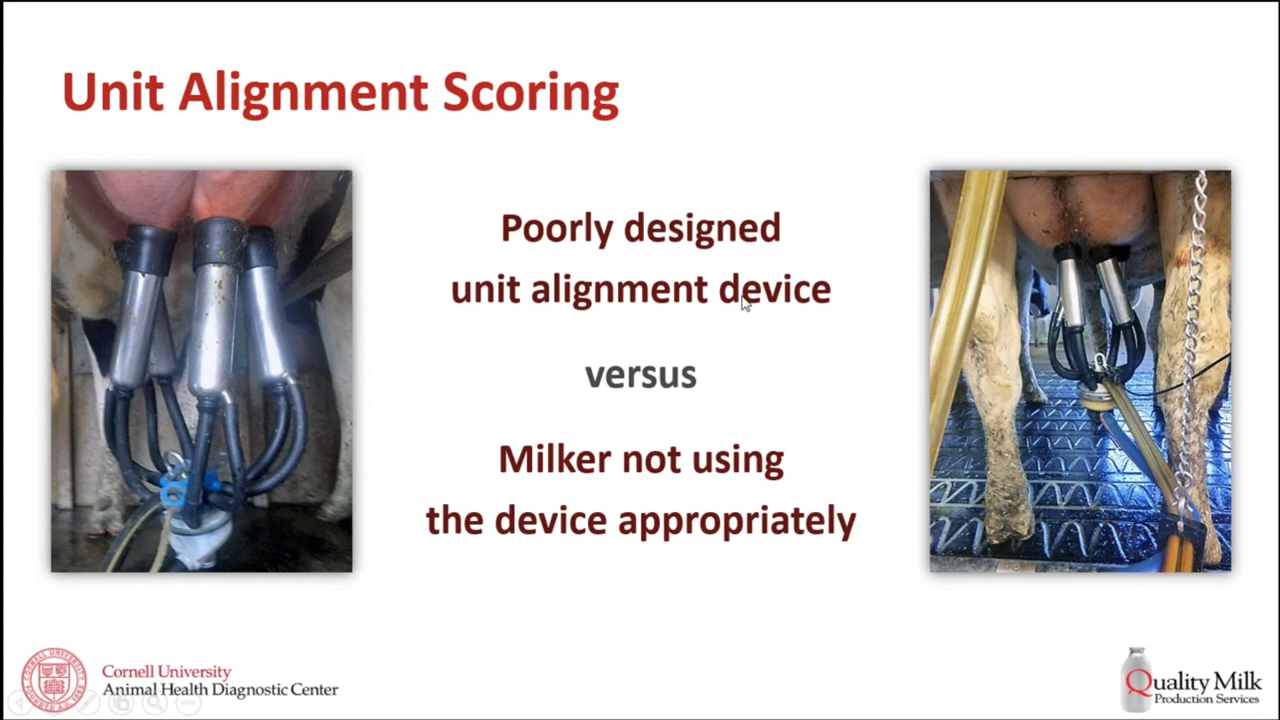 Unit Alignment Scoring
Poorly designed
unit alignment device
versus
Milker not using
the device appropriately
Cornell University
Animal Health Diagnostic Center
Quality Milk
Production Services